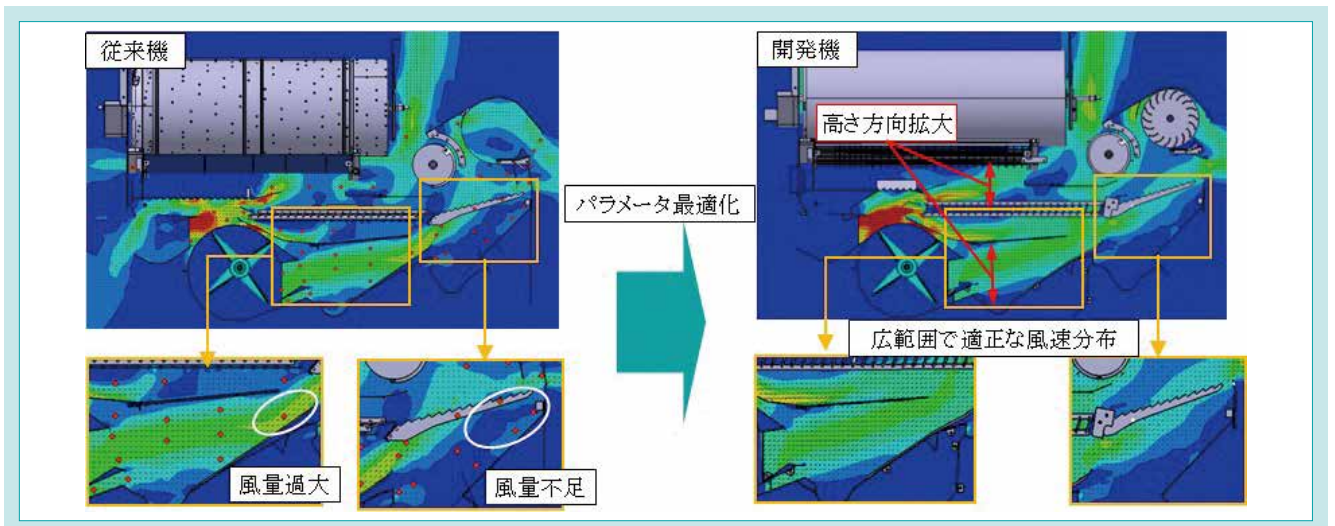 従来機
風量過大
風量不足
パラメータ最適化
開発機
高さ方向拡大
広範囲で適正な風速分布